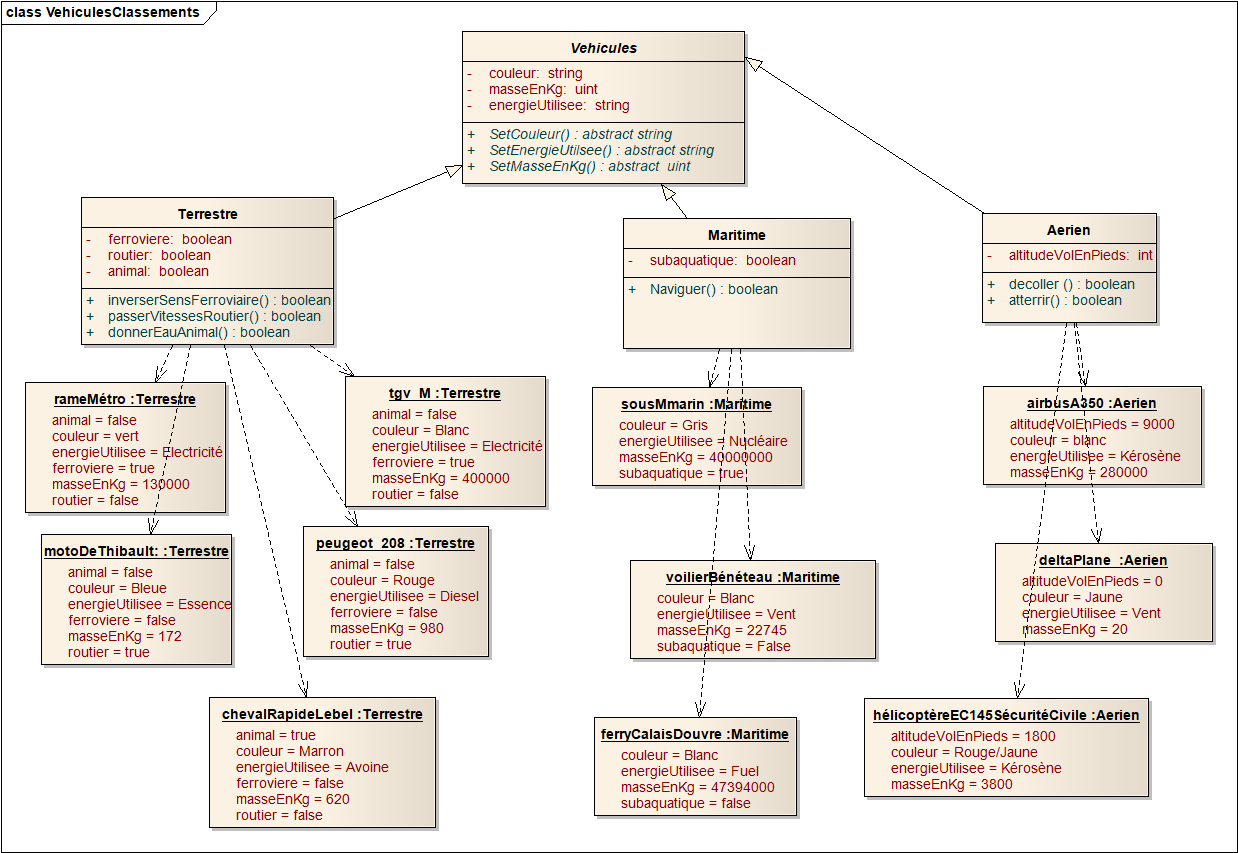 class VehiculesClassements
Vehicules
- couleur: string
- masseEnKg: uint
- energieUtilisee: string
+ SetCouleur() : abstract string
+ SetEnergieUtilsee() : abstract string
+ SetMasseEnKg() : abstract uint
Terrestre
- ferroviere: boolean
- routier: boolean
- animal: boolean
+ inverserSensFerroviaire() : boolean
+ passerVitessesRoutier() : boolean
+ donnerEauAnimal() : boolean
Maritime
- subaquatique: boolean
+ Naviguer() : boolean
Aerien
- altitudeVolEnPieds: int
+ decoller () : boolean
+ atterrir() : boolean
rameMétro :Terrestre
animal = false
couleur = vert
energieUtilisee = Electricité
ferroviere = true
masseEnKg = 130000
routier = false
tgv_M :Terrestre
animal = false
couleur = Blanc
energieUtilisee = Electricité
ferroviere = true
masseEnKg = 400000
routier = false
sousMmarin :Maritime
couleur = Gris
energieUtilisee = Nucléaire
masseEnKg = 40000000
subaquatique = true
airbusA350 :Aerien
altitudeVolEnPieds = 9000
couleur = blanc
energieUtilisee = Kérosène
masseEnKg = 280000
motoDeThibault: :Terrestre
animal = false
couleur = Bleue
energieUtilisee = Essence
ferroviere = false
masseEnKg = 172
routier = true
peugeot_208 :Terrestre
animal = false
couleur = Rouge
energieUtilisee = Diesel
ferroviere = false
masseEnKg = 980
routier = true
voilierBénéteau :Maritime
couleur = Blanc
energieUtilisee = Vent
masseEnKg = 22745
subaquatique = False
deltaPlane :Aerien
altitudeVolEnPieds = 0
couleur = Jaune
energieUtilisee = Vent
masseEnKg = 20
chevalRapideLebel :Terrestre
animal = true
couleur = Marron
energieUtilisee = Avoine
ferroviere = false
masseEnKg = 620
routier = false
ferryCalaisDouvre :Maritime
couleur = Blanc
energieUtilisee = Fuel
masseEnKg = 47394000
subaquatique = false
hélicoptèreEC145SécuritéCivile :Aerien
altitudeVolEnPieds = 1800
couleur = Rouge/Jaune
energieUtilisee = Kérosène
masseEnKg = 3800